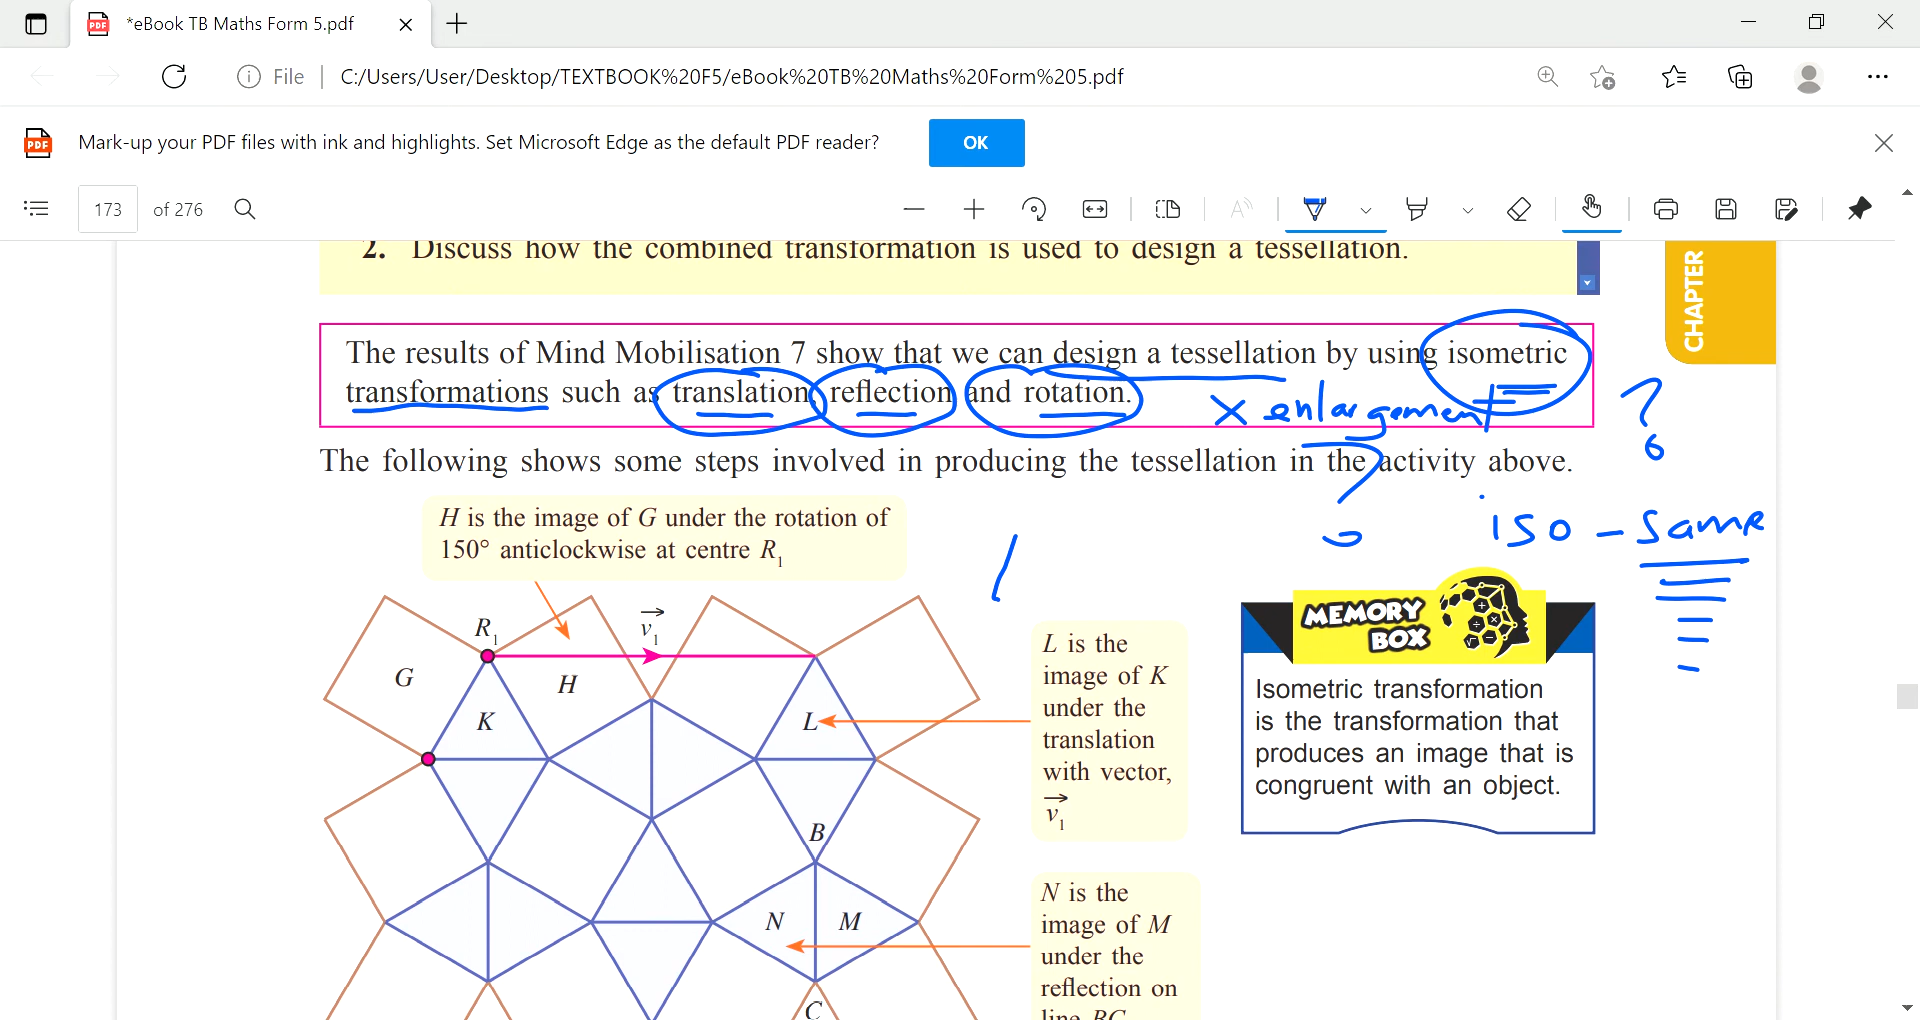 *eBook TB Maths Form 5.pdf
File | C:/Users/User/Desktop/TEXTBOOK%20F5/eBook%20TB%20Maths%20Form%205.pdf
PDF Mark-up your PDF files with ink and highlights. Set Microsoft Edge as the default PDF reader? OK
173 of 276
2. Discuss how the combined transformation is used to design a tessellation.
CHAPTER
The results of Mind Mobilisation 7 show that we can design a tessellation by using isometric
transformations such as translation, reflection and rotation.
X enlargement
?
The following shows some steps involved in producing the tessellation in the activity above.
?
iso – same
H is the image of G under the rotation of
150° anticlockwise at centre R₁
MEMORY
BOX
Isometric transformation
is the transformation that
produces an image that is
congruent with an object.
R₁
v₁
G
H
K
L
B
N
M
C
L is the
image of K
under the
translation
with vector,
v₁
N is the
image of M
under the
reflection on
line BC